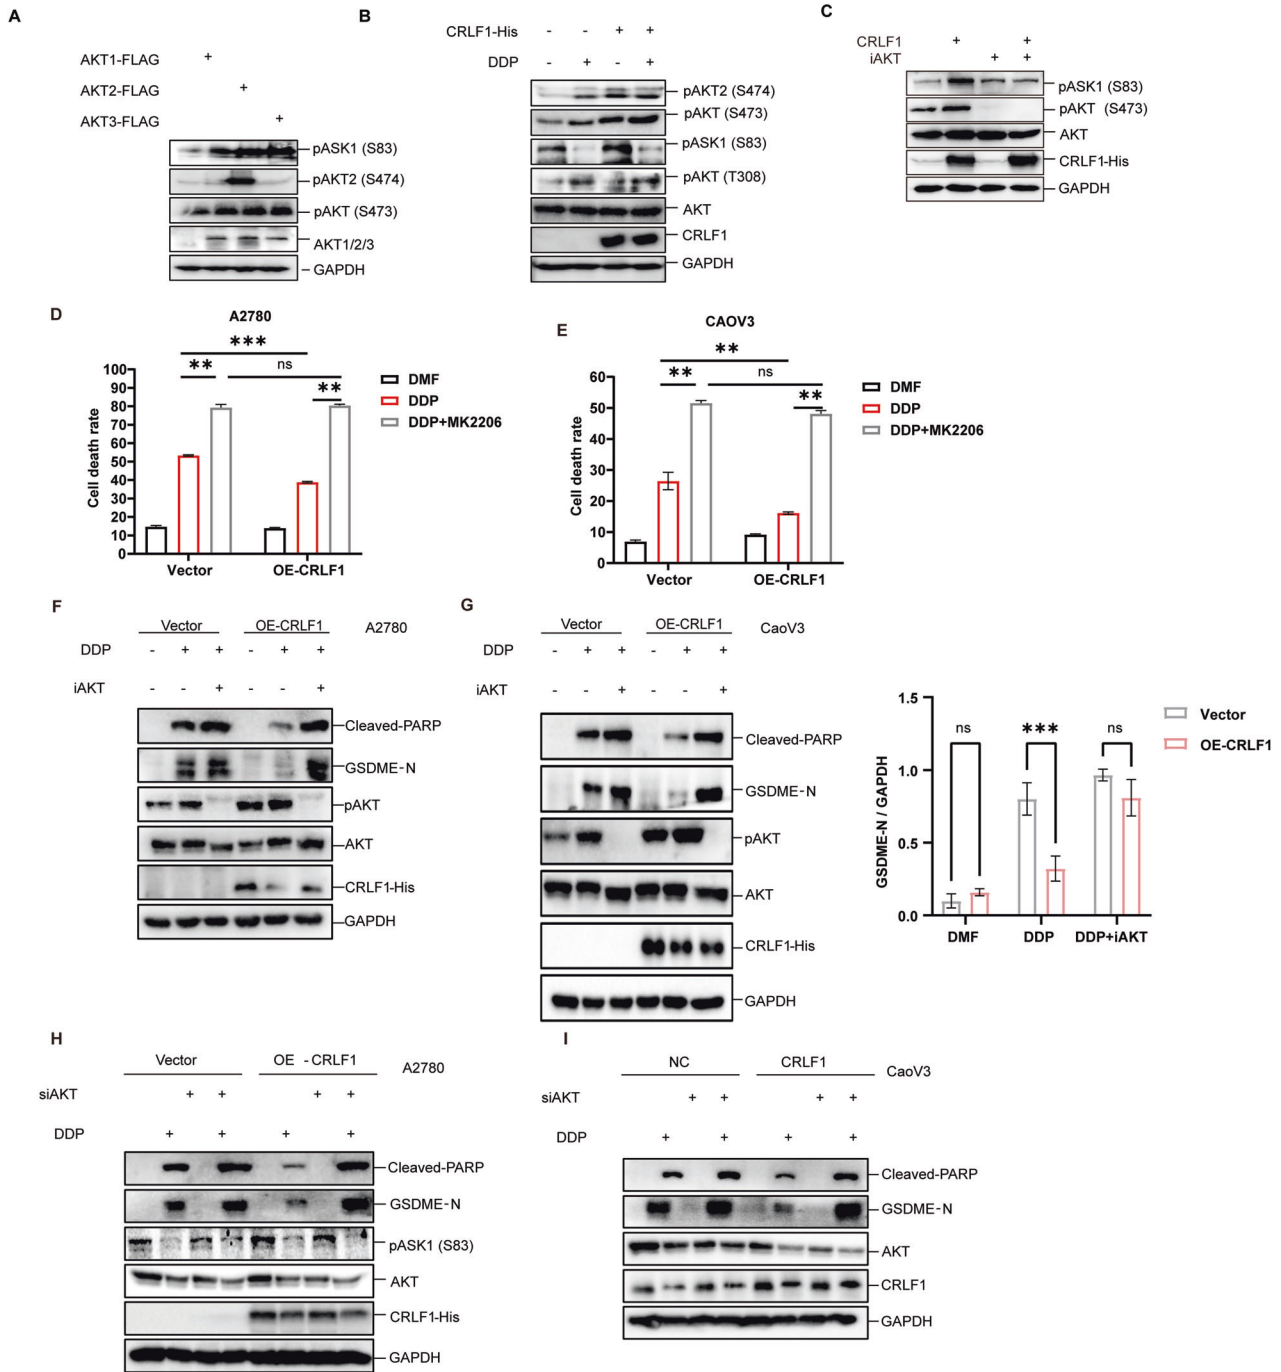 A
AKT1-FLAG +
AKT2-FLAG +
AKT3-FLAG +
pASK1 (S83)
pAKT2 (S474)
pAKT (S473)
AKT1/2/3
GAPDH
B
CRLF1-His - - + +
DDP - + - +
pAKT2 (S474)
pAKT (S473)
pASK1 (S83)
pAKT (T308)
AKT
CRLF1
GAPDH
C
CRLF1 + +
iAKT + +
pASK1 (S83)
pAKT (S473)
AKT
CRLF1-His
GAPDH
D
A2780
***
** ns
**
Cell death rate
100
90
80
70
60
50
40
30
20
10
0
Vector OE-CRLF1
DMF
DDP
DDP+MK2206
E
CAOV3
**
** ns
**
Cell death rate
60
50
40
30
20
10
0
Vector OE-CRLF1
DMF
DDP
DDP+MK2206
F
Vector OE-CRLF1 A2780
DDP - + + - + +
iAKT - - + - - +
Cleaved-PARP
GSDME-N
pAKT
AKT
CRLF1-His
GAPDH
G
Vector OE-CRLF1 CaoV3
DDP - + + - + +
iAKT - - + - - +
Cleaved-PARP
GSDME-N
pAKT
AKT
CRLF1-His
GAPDH
GSDME-N / GAPDH
1.5
1.0
0.5
0.0
ns *** ns
DMF DDP DDP+iAKT
Vector
OE-CRLF1
H
Vector OE - CRLF1 A2780
siAKT + + + +
DDP + + + +
Cleaved-PARP
GSDME-N
pASK1 (S83)
AKT
CRLF1-His
GAPDH
I
NC CRLF1 CaoV3
siAKT + + + +
DDP + + + +
Cleaved-PARP
GSDME-N
AKT
CRLF1
GAPDH